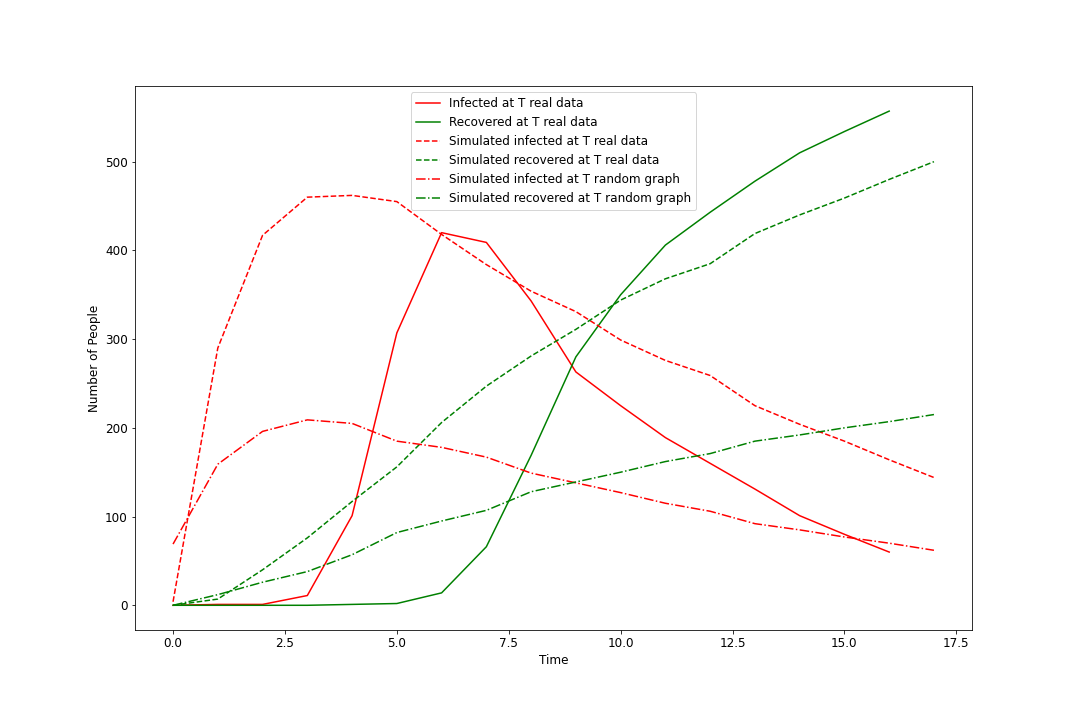 Infected at T real data
Recovered at T real data
Simulated infected at T real data
Simulated recovered at T real data
Simulated infected at T random graph
Simulated recovered at T random graph
500
400
300
200
100
0
Number of People
0.0 2.5 5.0 7.5 10.0 12.5 15.0 17.5
Time